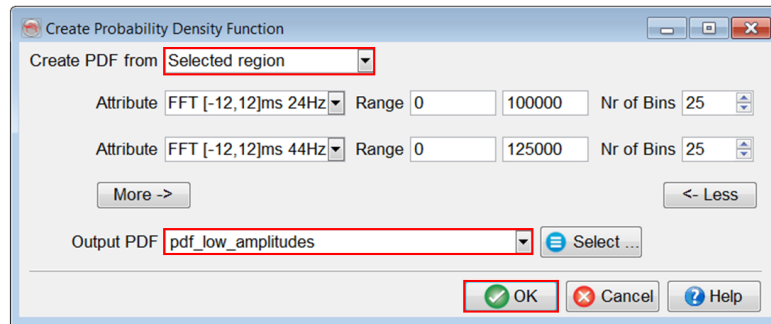 Create Probability Density Function
Create PDF from Selected region
Attribute FFT [-12,12]ms 24Hz Range 0 100000 Nr of Bins 25
Attribute FFT [-12,12]ms 44Hz Range 0 125000 Nr of Bins 25
More -> <- Less
Output PDF pdf_low_amplitudes Select ...
OK Cancel Help